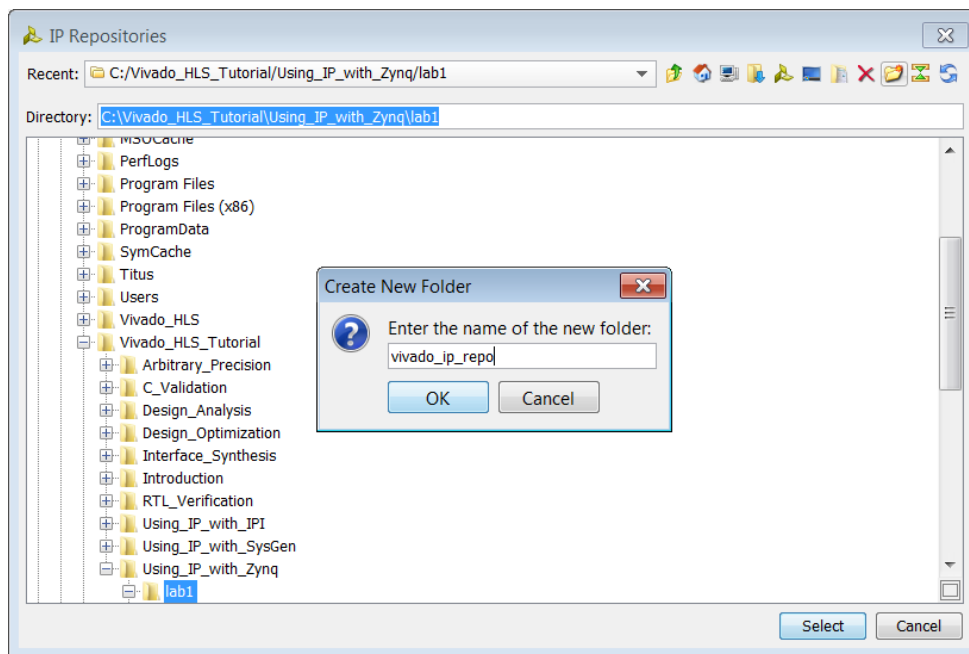 IP Repositories
Recent: C:/Vivado_HLS_Tutorial/Using_IP_with_Zynq/lab1
Directory: C:\Vivado_HLS_Tutorial\Using_IP_with_Zynq\lab1
MSOCache
PerfLogs
Program Files
Program Files (x86)
ProgramData
SymCache
Titus
Users
Vivado_HLS
Vivado_HLS_Tutorial
Arbitrary_Precision
C_Validation
Design_Analysis
Design_Optimization
Interface_Synthesis
Introduction
RTL_Verification
Using_IP_with_IPI
Using_IP_with_SysGen
Using_IP_with_Zynq
lab1
Create New Folder
Enter the name of the new folder:
vivado_ip_repo
OK Cancel
Select Cancel